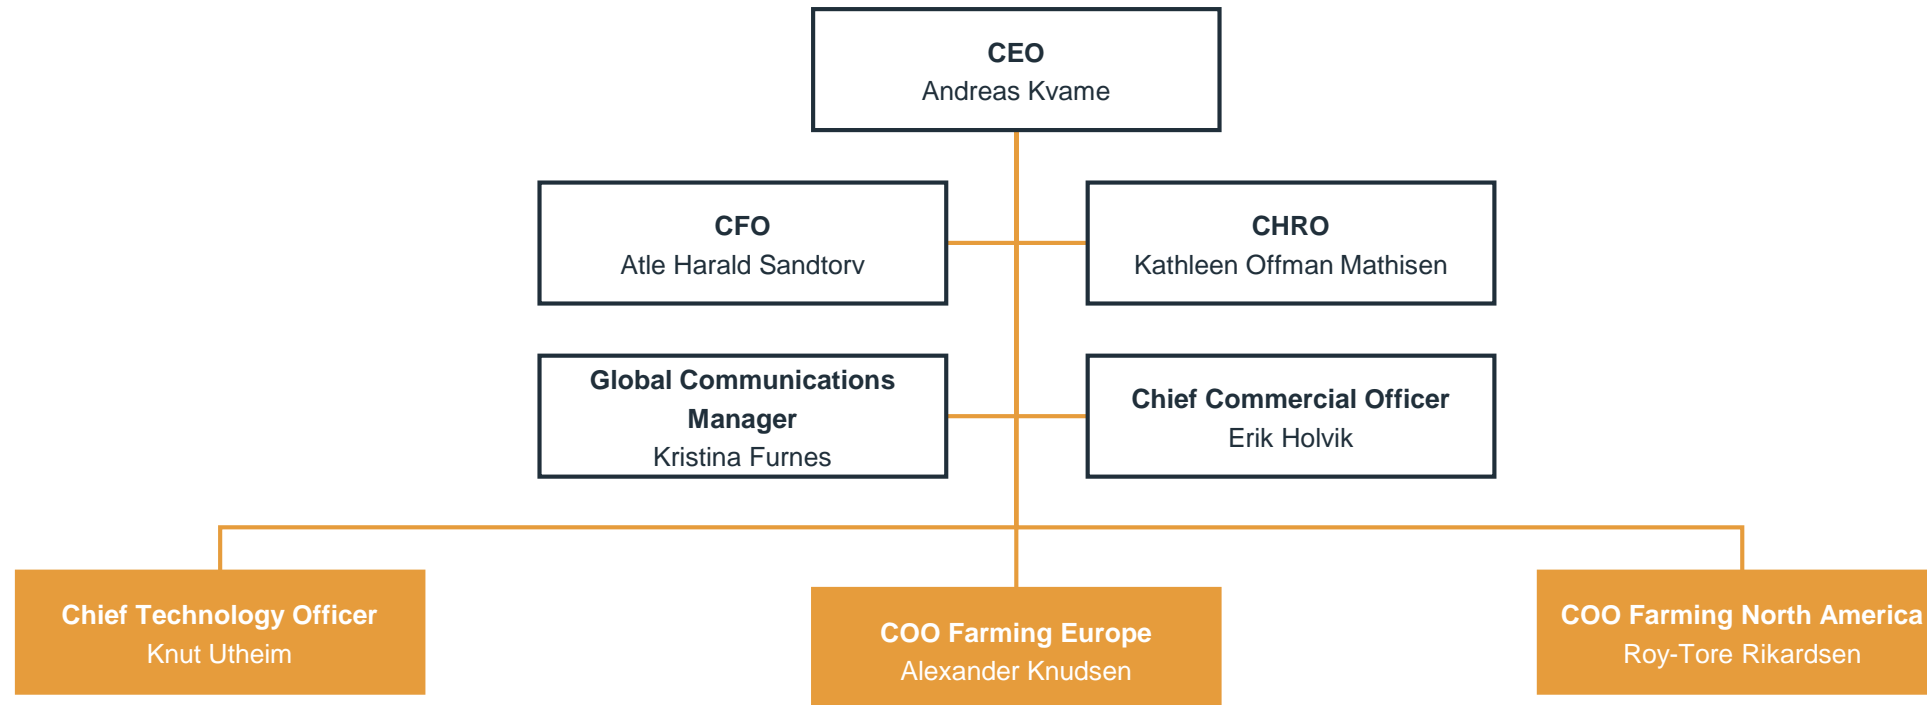 CEO
Andreas Kvame
CFO
Atle Harald Sandtorv
CHRO
Kathleen Offman Mathisen
Global Communications
Manager
Kristina Furnes
Chief Commercial Officer
Erik Holvik
Chief Technology Officer
Knut Utheim
COO Farming Europe
Alexander Knudsen
COO Farming North America
Roy-Tore Rikardsen